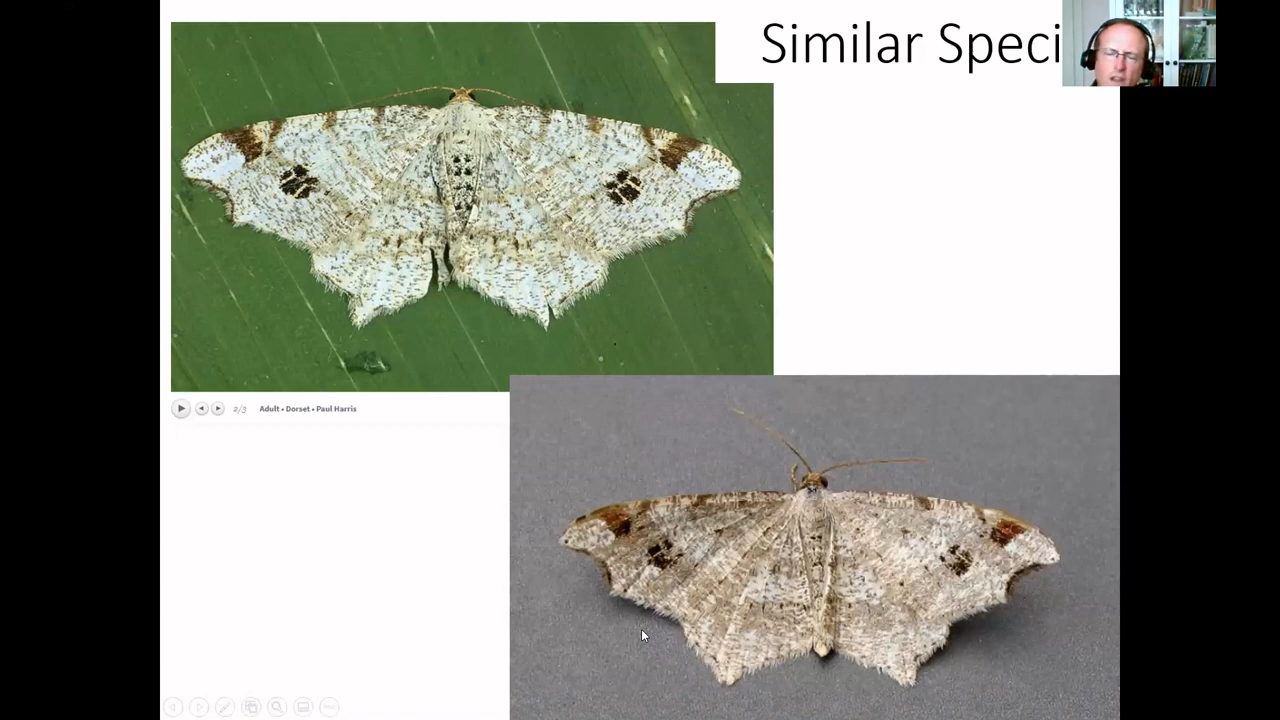 Similar Speci
2/3 Adult • Dorset • Paul Harris